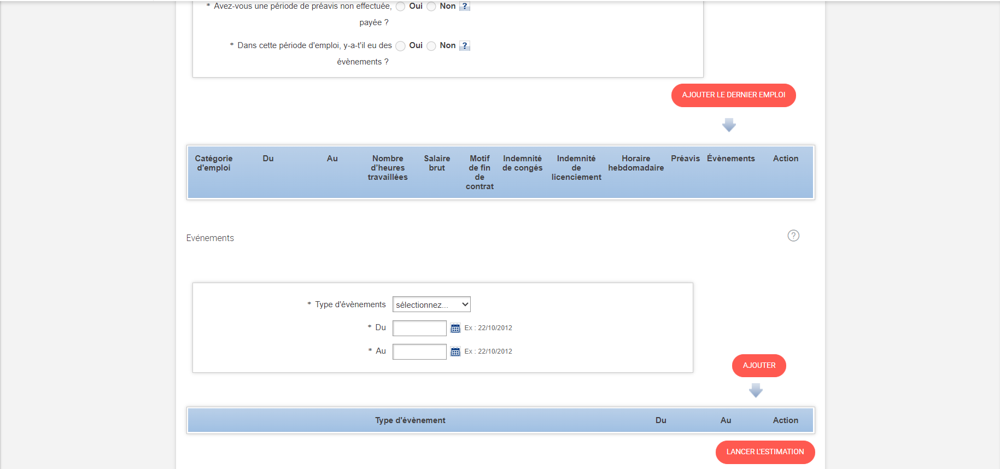 * Avez-vous une période de préavis non effectuée, Oui Non ?
payée ?
* Dans cette période d'emploi, y-a-t'il eu des Oui Non ?
évènements ?
AJOUTER LE DERNIER EMPLOI
Catégorie d'emploi Du Au Nombre d'heures travaillées Salaire brut Motif de fin de contrat Indemnité de congés Indemnité de licenciement Horaire hebdomadaire Préavis Évènements Action
Evénements ?
* Type d'évènements sélectionnez...
* Du Ex : 22/10/2012
* Au Ex : 22/10/2012
AJOUTER
Type d'évènement Du Au Action
LANCER L'ESTIMATION